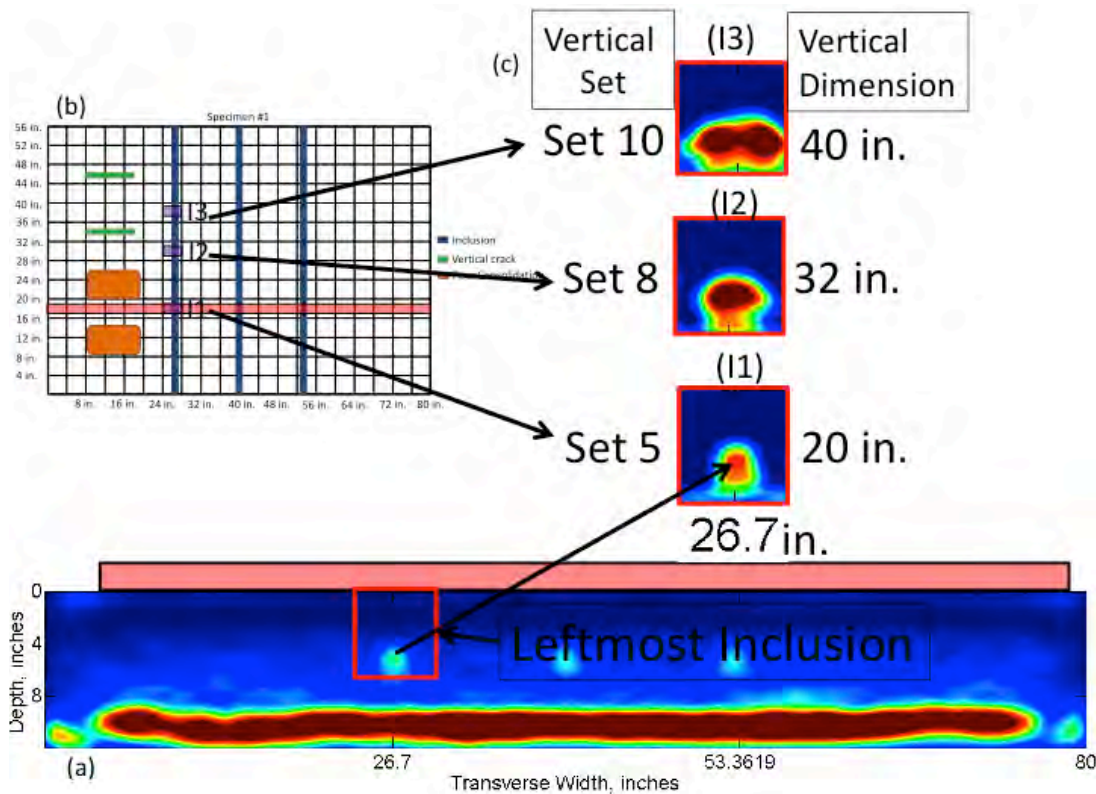 (c)
Vertical
Set
(I3)
Vertical
Dimension
Set 10
40 in.
(I2)
Set 8
32 in.
(I1)
Set 5
20 in.
26.7 in.
(b)
Specimen #1
56 in.
52 in.
48 in.
44 in.
40 in.
36 in.
32 in.
28 in.
24 in.
20 in.
16 in.
12 in.
8 in.
4 in.
I3
I2
I1
8 in. 16 in. 24 in. 32 in. 40 in. 48 in. 56 in. 64 in. 72 in. 80 in.
Inclusion
Vertical crack
Leftmost Inclusion
0
4
8
Depth, inches
(a)
26.7 53.3619 80
Transverse Width, inches